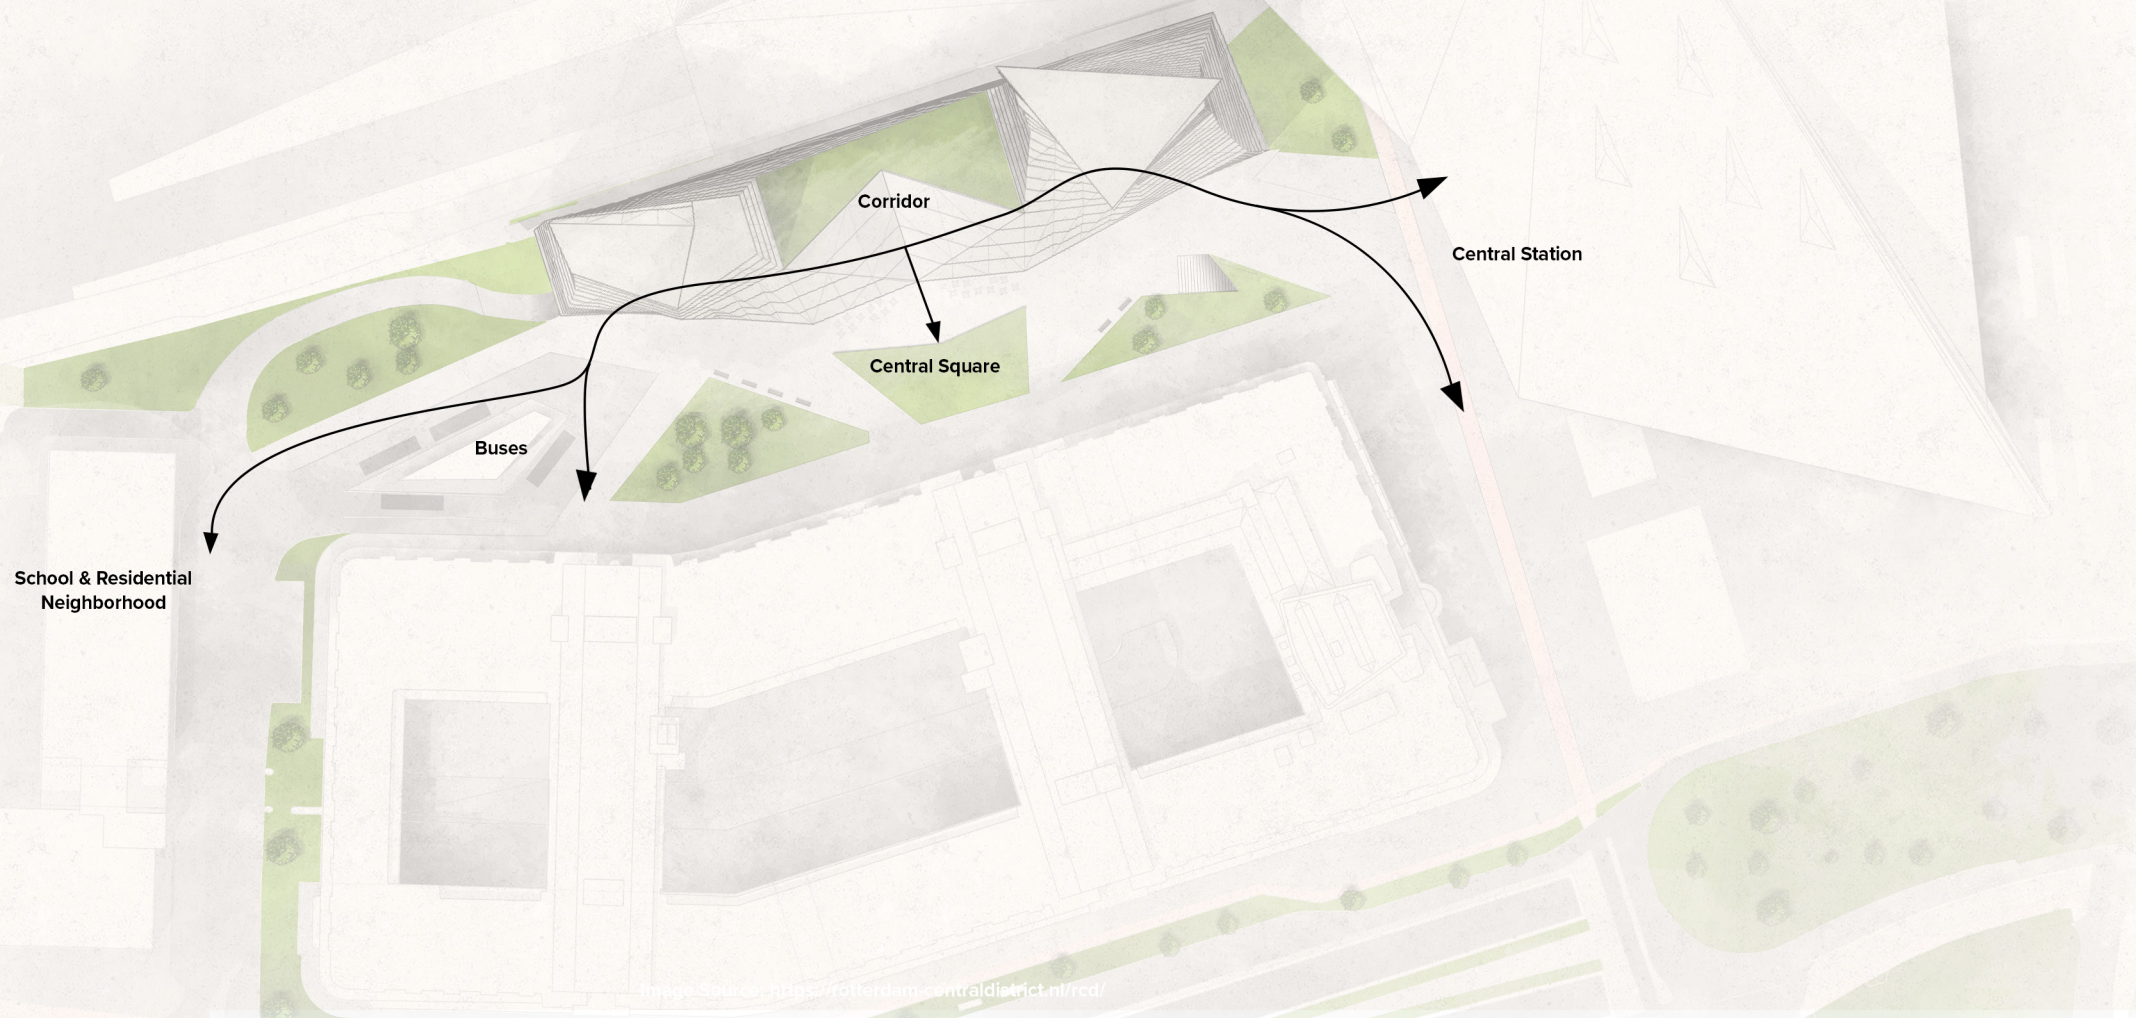 Corridor
Central Station
Central Square
Buses
School & Residential
Neighborhood
Image Source: https://rotterdam-centraldistrict.nl/rcd/